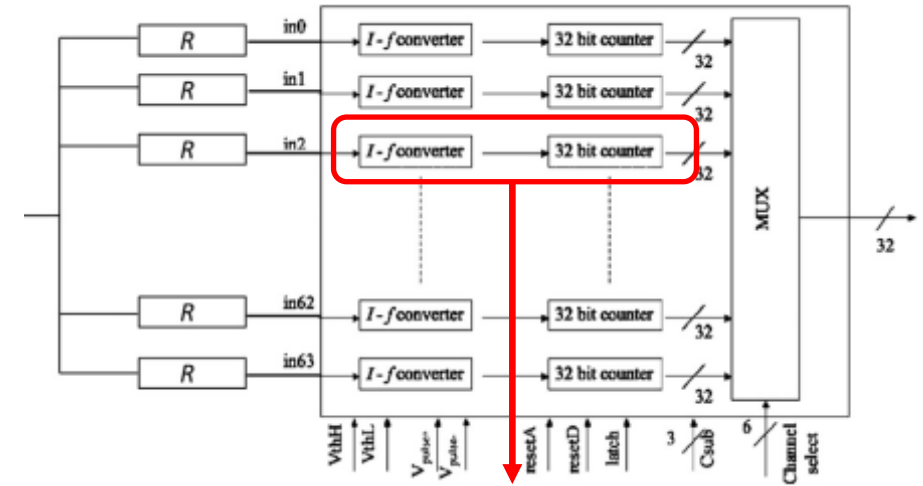 R in0 I-f converter 32 bit counter 32
R in1 I-f converter 32 bit counter 32
R in2 I-f converter 32 bit counter 32
MUX
32
R in62 I-f converter 32 bit counter 32
R in63 I-f converter 32 bit counter 32
VthH
VthL
Vpulse+
Vpulse-
resetA
resetD
latch
3
Csub
6
Channel
select